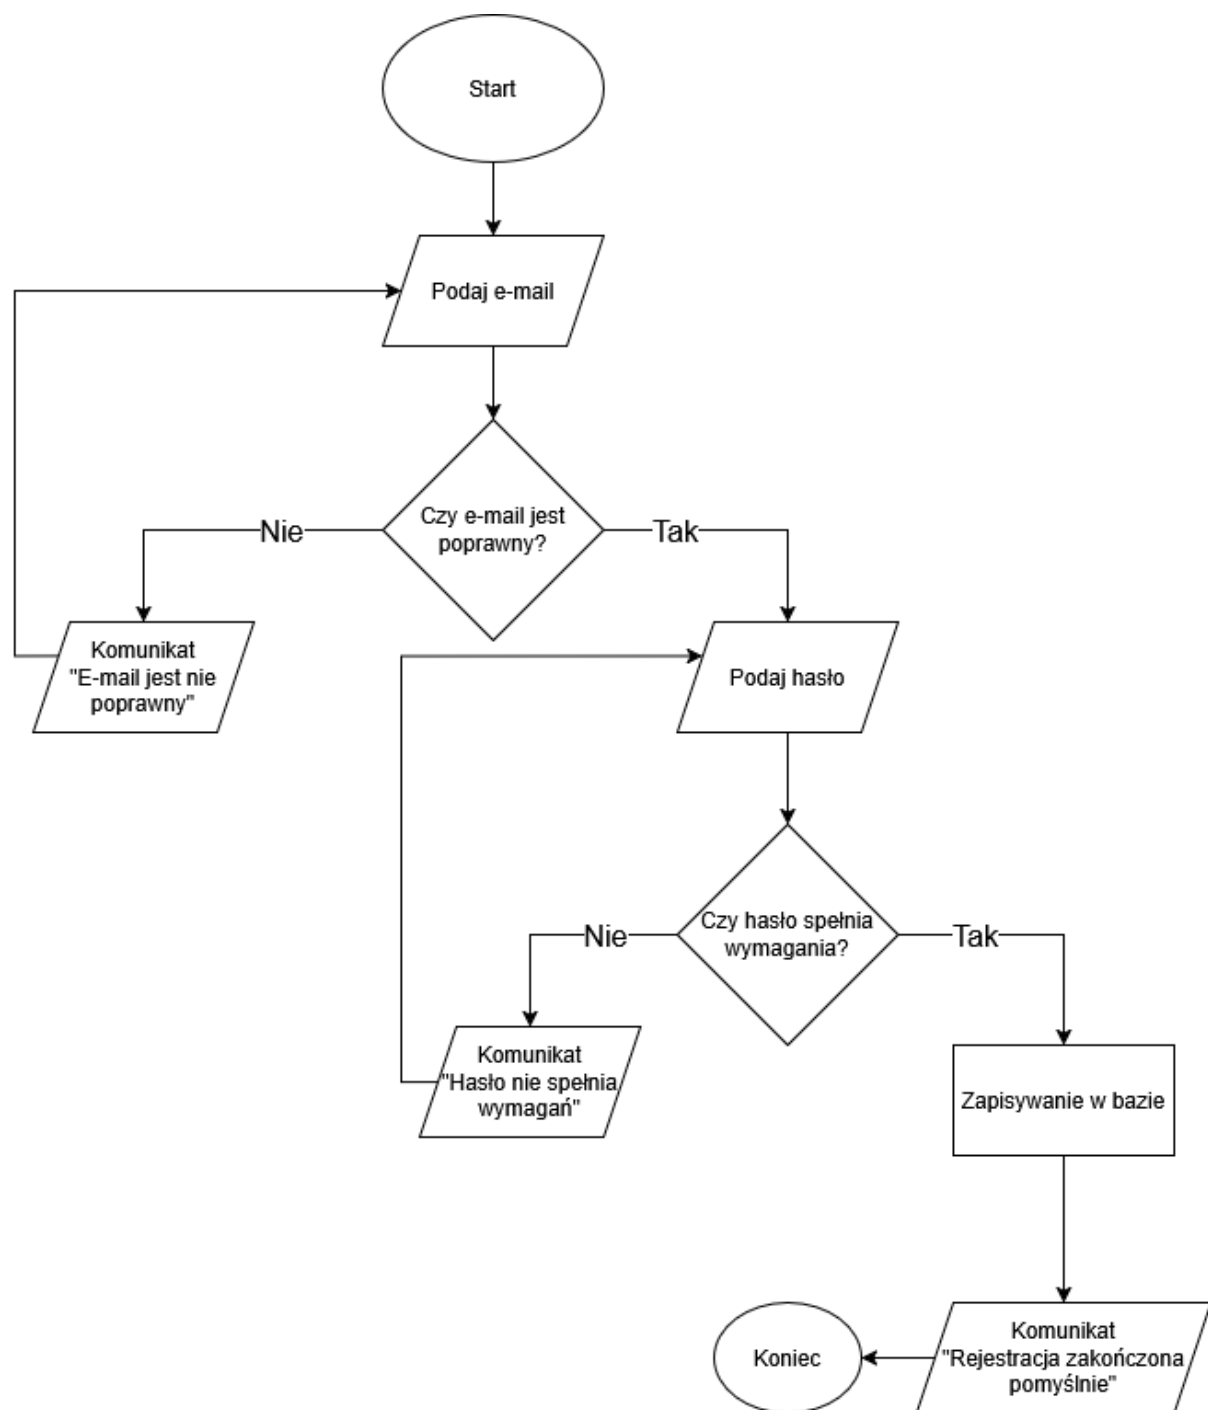 Start
Podaj e-mail
Czy e-mail jest
poprawny?
Nie
Tak
Komunikat
"E-mail jest nie
poprawny"
Podaj hasło
Czy hasło spełnia
wymagania?
Nie
Tak
Komunikat
"Hasło nie spełnia
wymagań"
Zapisywanie w bazie
Komunikat
"Rejestracja zakończona
pomyślnie"
Koniec